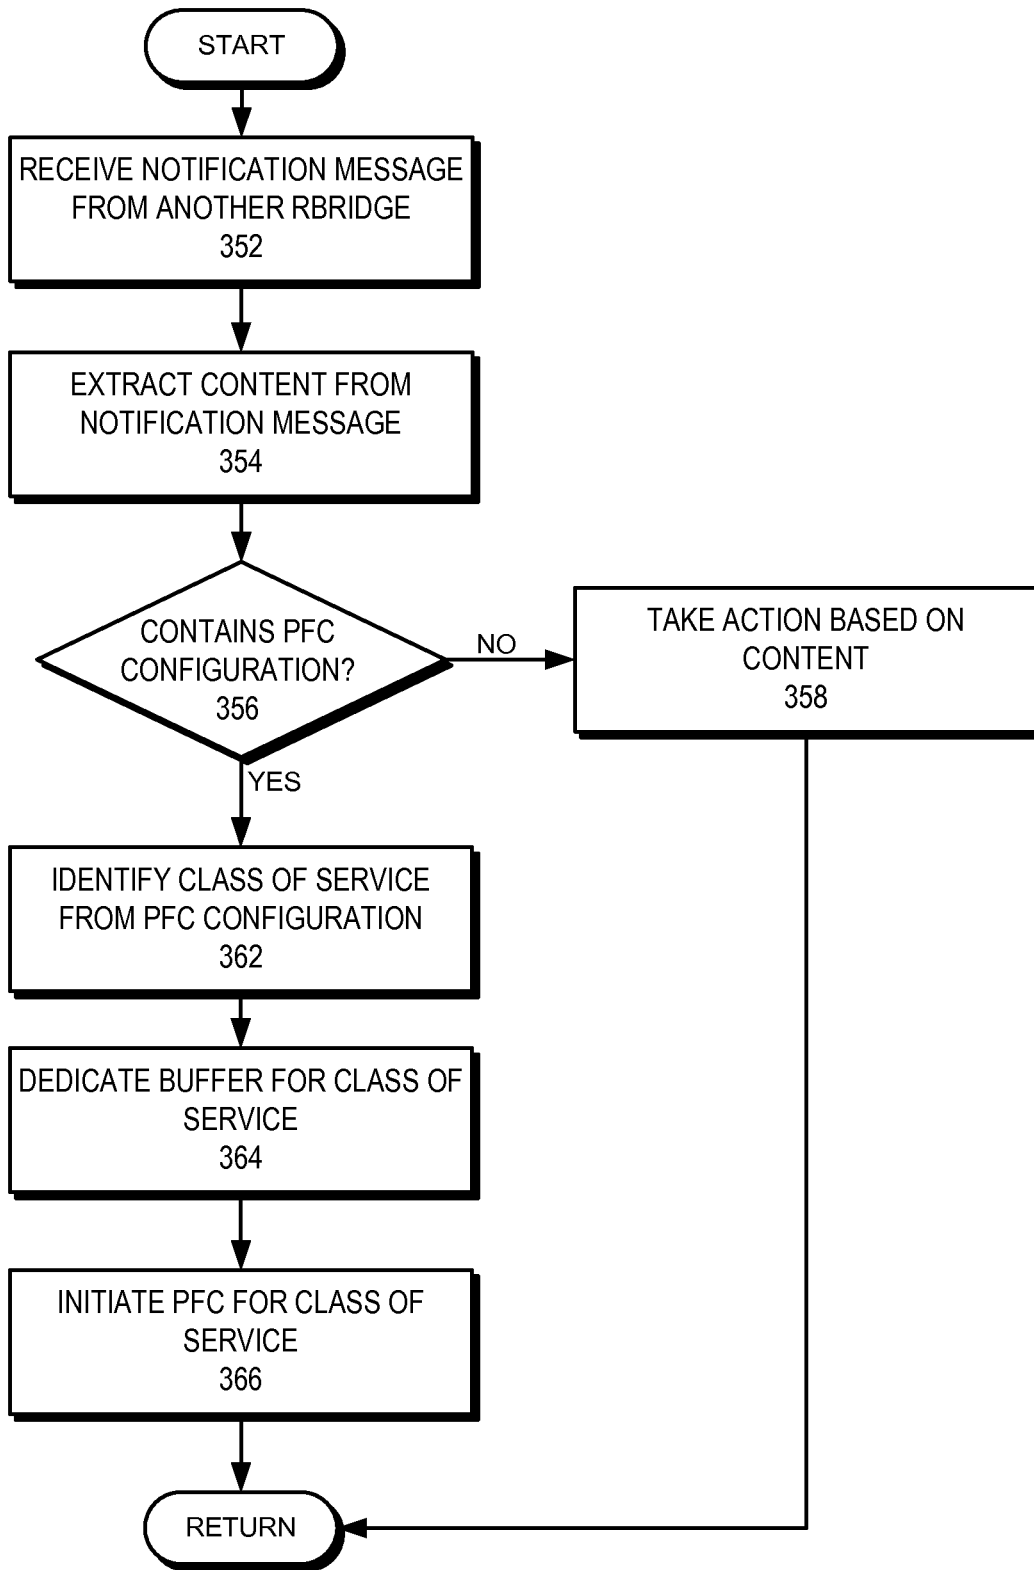 START
RECEIVE NOTIFICATION MESSAGE
FROM ANOTHER RBRIDGE
352
EXTRACT CONTENT FROM
NOTIFICATION MESSAGE
354
CONTAINS PFC
CONFIGURATION?
356
NO
TAKE ACTION BASED ON
CONTENT
358
YES
IDENTIFY CLASS OF SERVICE
FROM PFC CONFIGURATION
362
DEDICATE BUFFER FOR CLASS OF
SERVICE
364
INITIATE PFC FOR CLASS OF
SERVICE
366
RETURN